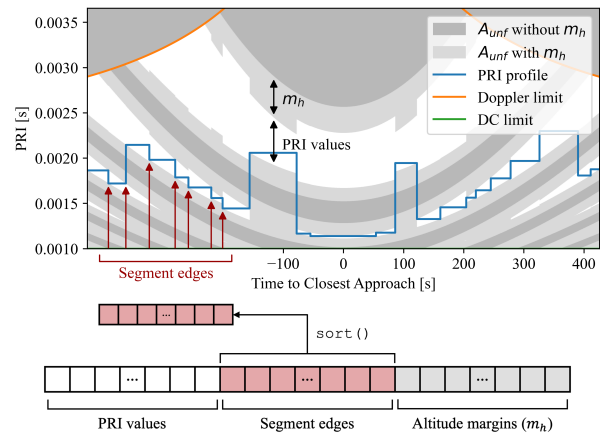 0.0035
0.0030
0.0025
0.0020
0.0015
0.0010
PRI [s]
A_unf without m_h
A_unf with m_h
PRI profile
Doppler limit
DC limit
m_h
PRI values
−100
0
100
200
300
400
Time to Closest Approach [s]
Segment edges
...
sort()
... ... ...
PRI values Segment edges Altitude margins (m_h)